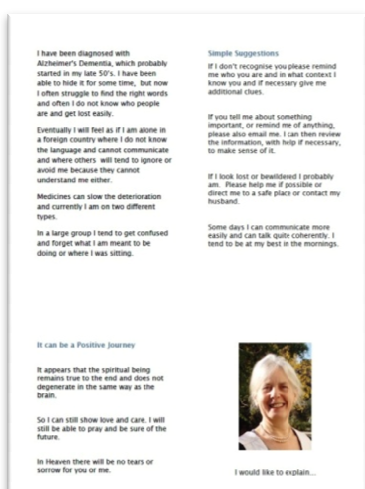 I have been diagnosed with
Alzheimer's Dementia, which probably
started in my late 50's. I have been
able to hide it for some time, but now
I often struggle to find the right words
and often I do not know who people
are and get lost easily.
Eventually I will feel as if I am alone in
a foreign country where I do not know
the language and cannot communicate
and where others will tend to ignore or
avoid me because they cannot
understand me either.
Medicines can slow the deterioration
and currently I am on two different
types.
In a large group I tend to get confused
and forget what I am meant to be
doing or where I was sitting.
Simple Suggestions
If I don't recognise you please remind
me who you are and in what context I
know you and if necessary give me
additional clues.
If you tell me about something
important, or remind me of anything,
please also email me. I can then review
the information, with help if necessary,
to make sense of it.
If I look lost or bewildered I probably
am. Please help me if possible or
direct me to a safe place or contact my
husband.
Some days I can communicate more
easily and can talk quite coherently. I
tend to be at my best in the mornings.
It can be a Positive Journey
It appears that the spiritual being
remains true to the end and does not
degenerate in the same way as the
brain.
So I can still show love and care. I will
still be able to pray and be sure of the
future.
In Heaven there will be no tears or
sorrow for you or me.
I would like to explain...